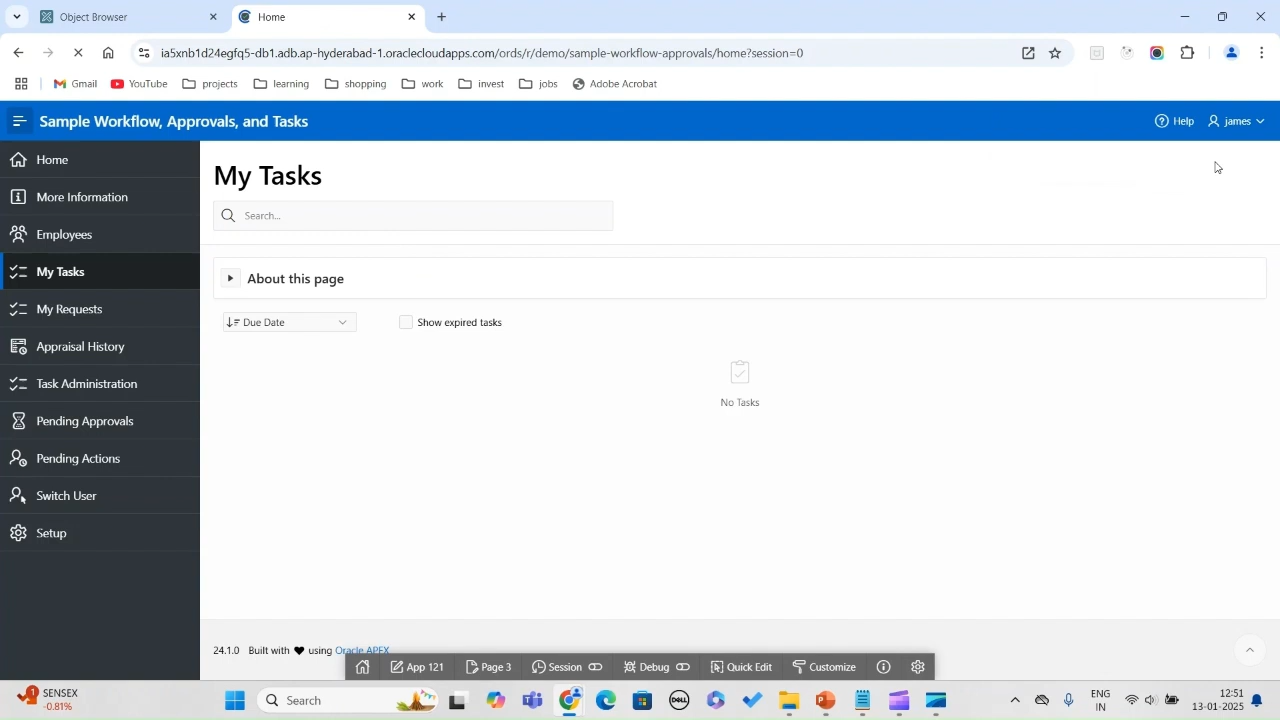 Object Browser
Home
ia5xnb1d24egfq5-db1.adb.ap-hyderabad-1.oraclecloudapps.com/ords/r/demo/sample-workflow-approvals/home?session=0
Gmail YouTube projects learning shopping work invest jobs Adobe Acrobat
Sample Workflow, Approvals, and Tasks
Help james
Home
More Information
Employees
My Tasks
My Requests
Appraisal History
Task Administration
Pending Approvals
Pending Actions
Switch User
Setup
My Tasks
Search...
About this page
Due Date
Show expired tasks
No Tasks
24.1.0 Built with ♥ using Oracle APEX
App 121 Page 3 Session Debug Quick Edit Customize
1
SENSEX
-0.81%
Search
ENG
IN
12:51
13-01-2025